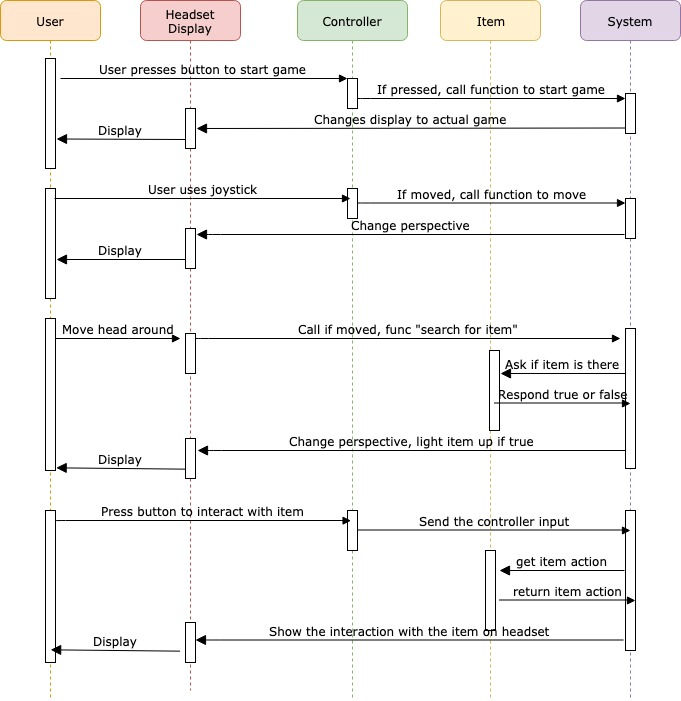 User
Headset
Display
Controller
Item
System
User presses button to start game
If pressed, call function to start game
Changes display to actual game
Display
User uses joystick
If moved, call function to move
Change perspective
Display
Move head around
Call if moved, func "search for item"
Ask if item is there
Respond true or false
Change perspective, light item up if true
Display
Press button to interact with item
Send the controller input
get item action
return item action
Show the interaction with the item on headset
Display